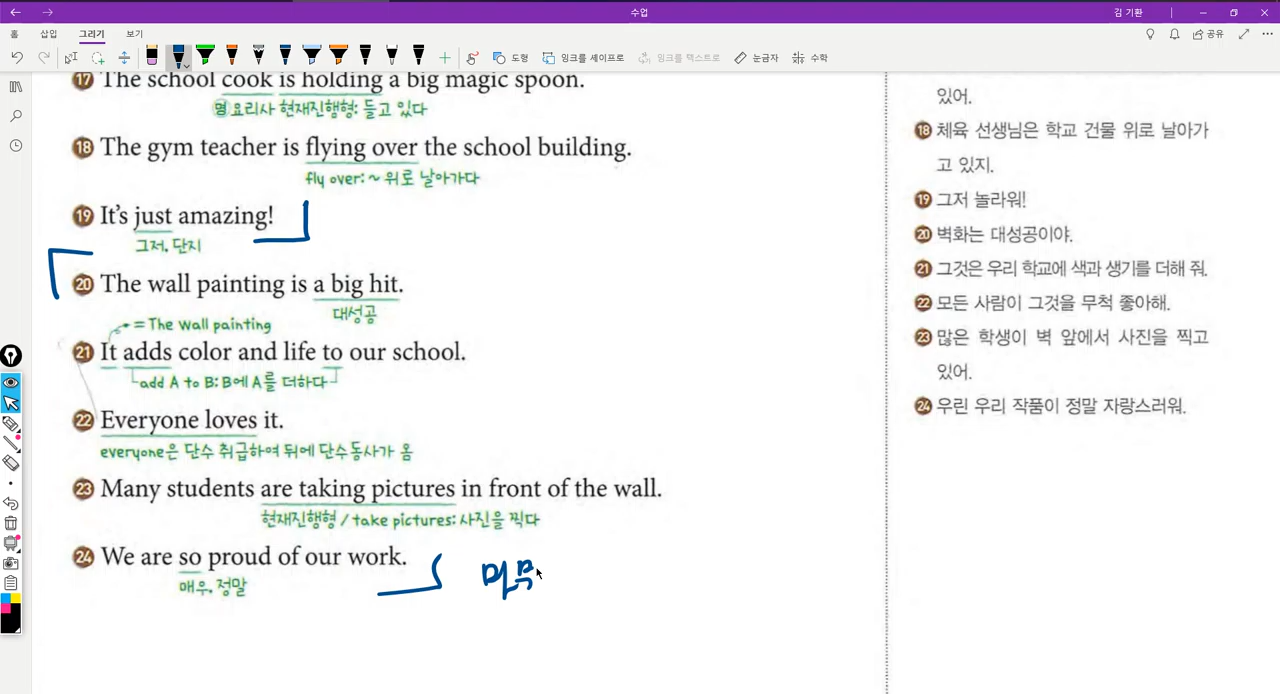 수업
김 기환
홈 삽입 그리기 보기
공유
도형 잉크를 셰이프로 잉크를 텍스트로 눈금자 수학
⑰ The school cook is holding a big magic spoon.
명 요리사 현재진행형: 들고 있다
⑱ The gym teacher is flying over the school building.
fly over: ~ 위로 날아가다
⑲ It's just amazing!
그저, 단지
⑳ The wall painting is a big hit.
대성공
= The wall painting
㉑ It adds color and life to our school.
add A to B: B에 A를 더하다
㉒ Everyone loves it.
everyone은 단수 취급하여 뒤에 단수동사가 옴
㉓ Many students are taking pictures in front of the wall.
현재진행형 / take pictures: 사진을 찍다
㉔ We are so proud of our work.
매우, 정말
있어.
⑱ 체육 선생님은 학교 건물 위로 날아가
고 있지.
⑲ 그저 놀라워!
⑳ 벽화는 대성공이야.
㉑ 그것은 우리 학교에 색과 생기를 더해 줘.
㉒ 모든 사람이 그것을 무척 좋아해.
㉓ 많은 학생이 벽 앞에서 사진을 찍고
있어.
㉔ 우린 우리 작품이 정말 자랑스러워.